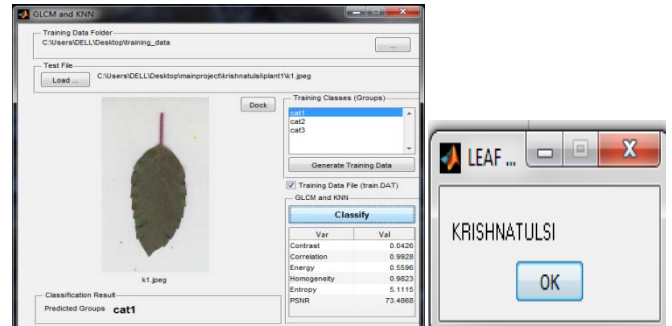 GLCM and KNN
Training Data Folder
C:\Users\DELL\Desktop\training_data
...
Test File
Load ...
C:\Users\DELL\Desktop\mainproject\krishnatulsi\plant1\k1.jpeg
Dock
k1.jpeg
Training Classes (Groups)
cat1
cat2
cat3
Generate Training Data
Training Data File (train.DAT)
GLCM and KNN
Classify
Var Val
Contrast 0.0426
Correlation 0.9928
Energy 0.5596
Homogeneity 0.9823
Entropy 5.1115
PSNR 73.4868
Classification Result
Predicted Groups cat1
LEAF ...
KRISHNATULSI
OK